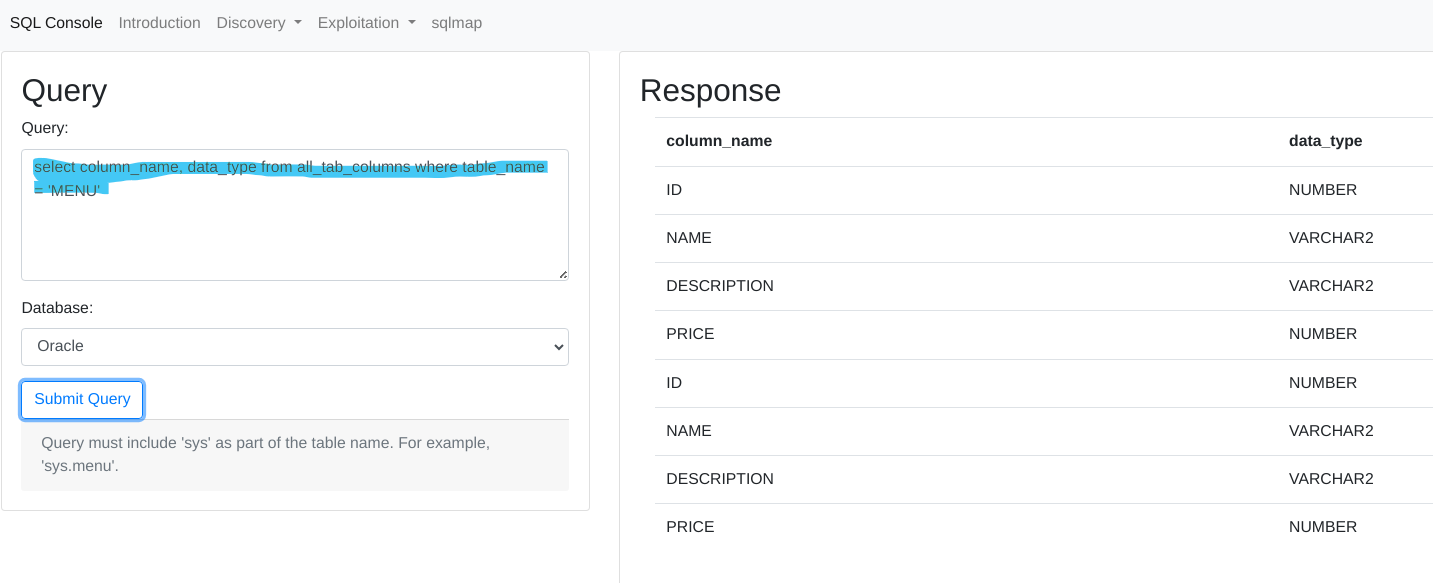 SQL Console Introduction Discovery Exploitation sqlmap
Query
Query:
select column_name, data_type from all_tab_columns where table_name
= 'MENU'
Database:
Oracle
Submit Query
Query must include 'sys' as part of the table name. For example,
'sys.menu'.
Response
column_name data_type
ID NUMBER
NAME VARCHAR2
DESCRIPTION VARCHAR2
PRICE NUMBER
ID NUMBER
NAME VARCHAR2
DESCRIPTION VARCHAR2
PRICE NUMBER